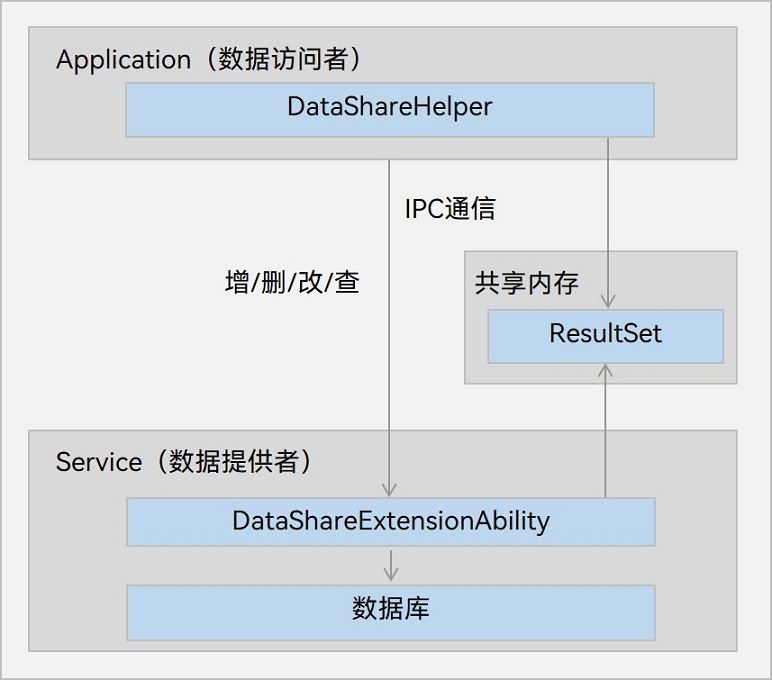 Application（数据访问者）
DataShareHelper
IPC通信
增/删/改/查
共享内存
ResultSet
Service（数据提供者）
DataShareExtensionAbility
数据库